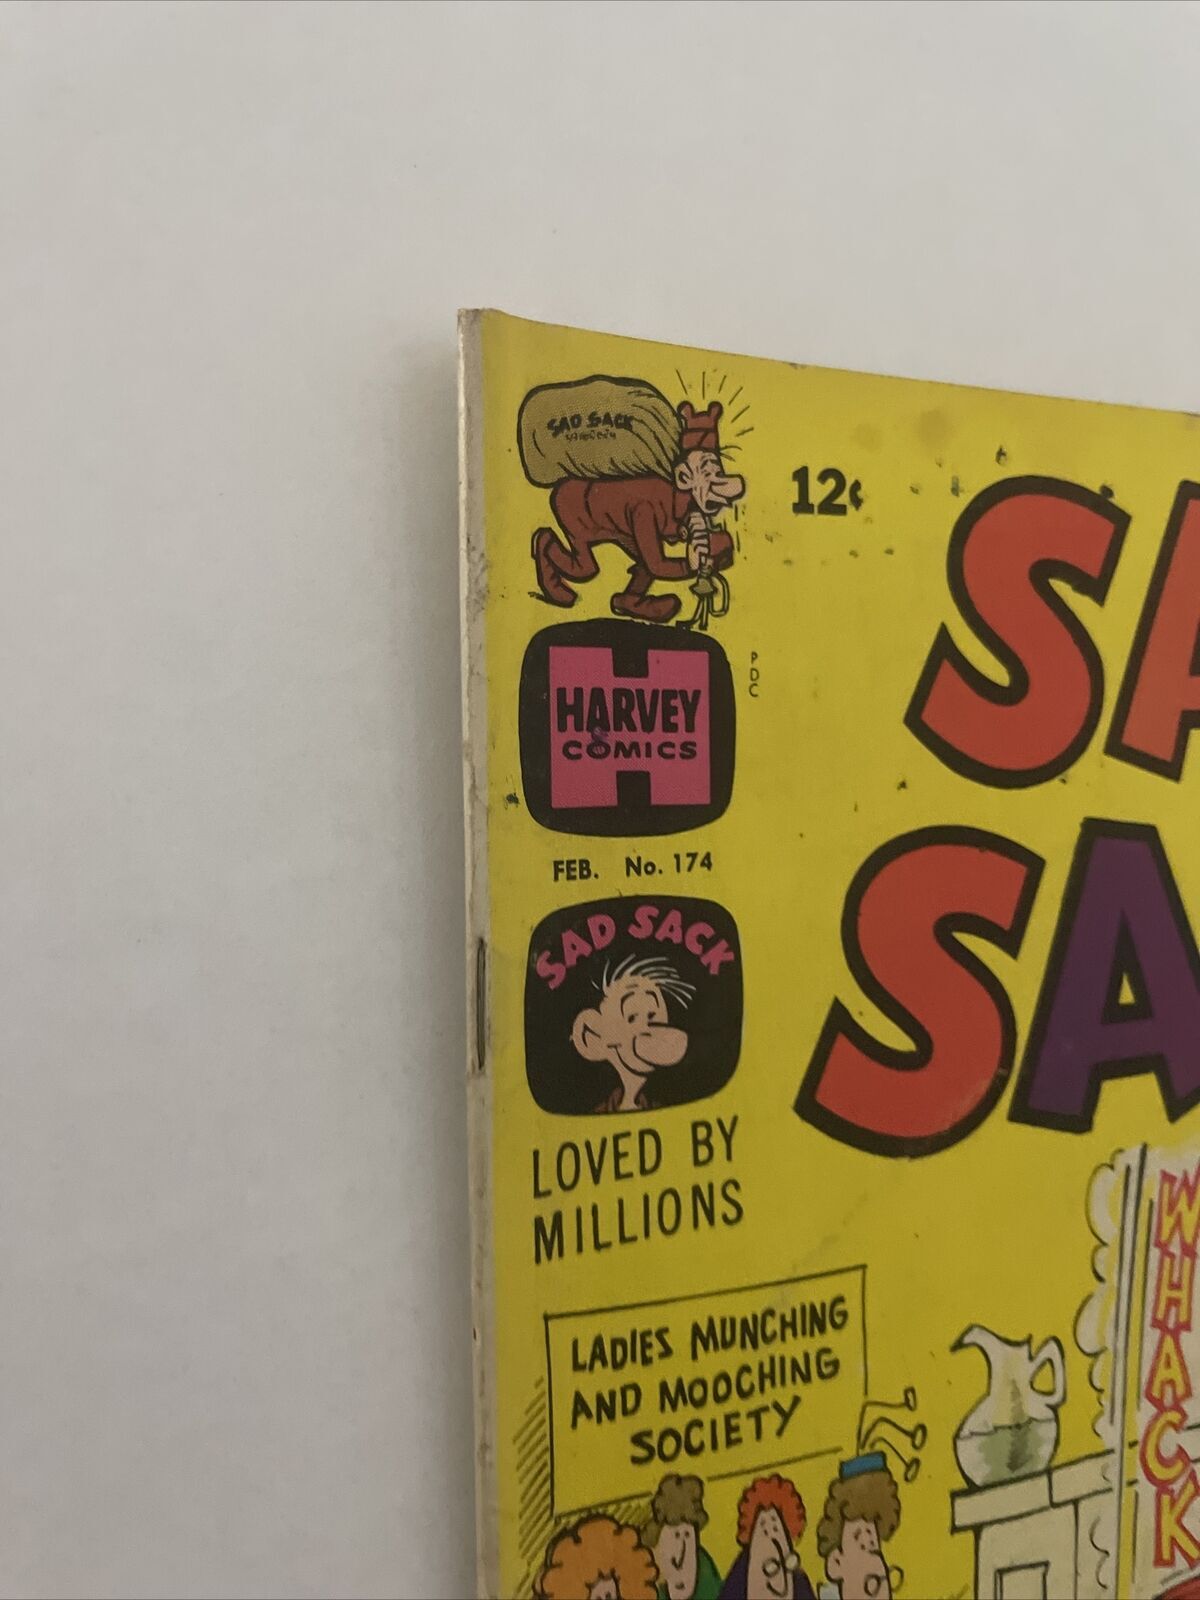 SAD SACK
12¢
SA
HARVEY
COMICS
PDC
FEB. No. 174
SAD SACK
SA
LOVED BY
MILLIONS
WHACK
LADIES MUNCHING
AND MOOCHING
SOCIETY